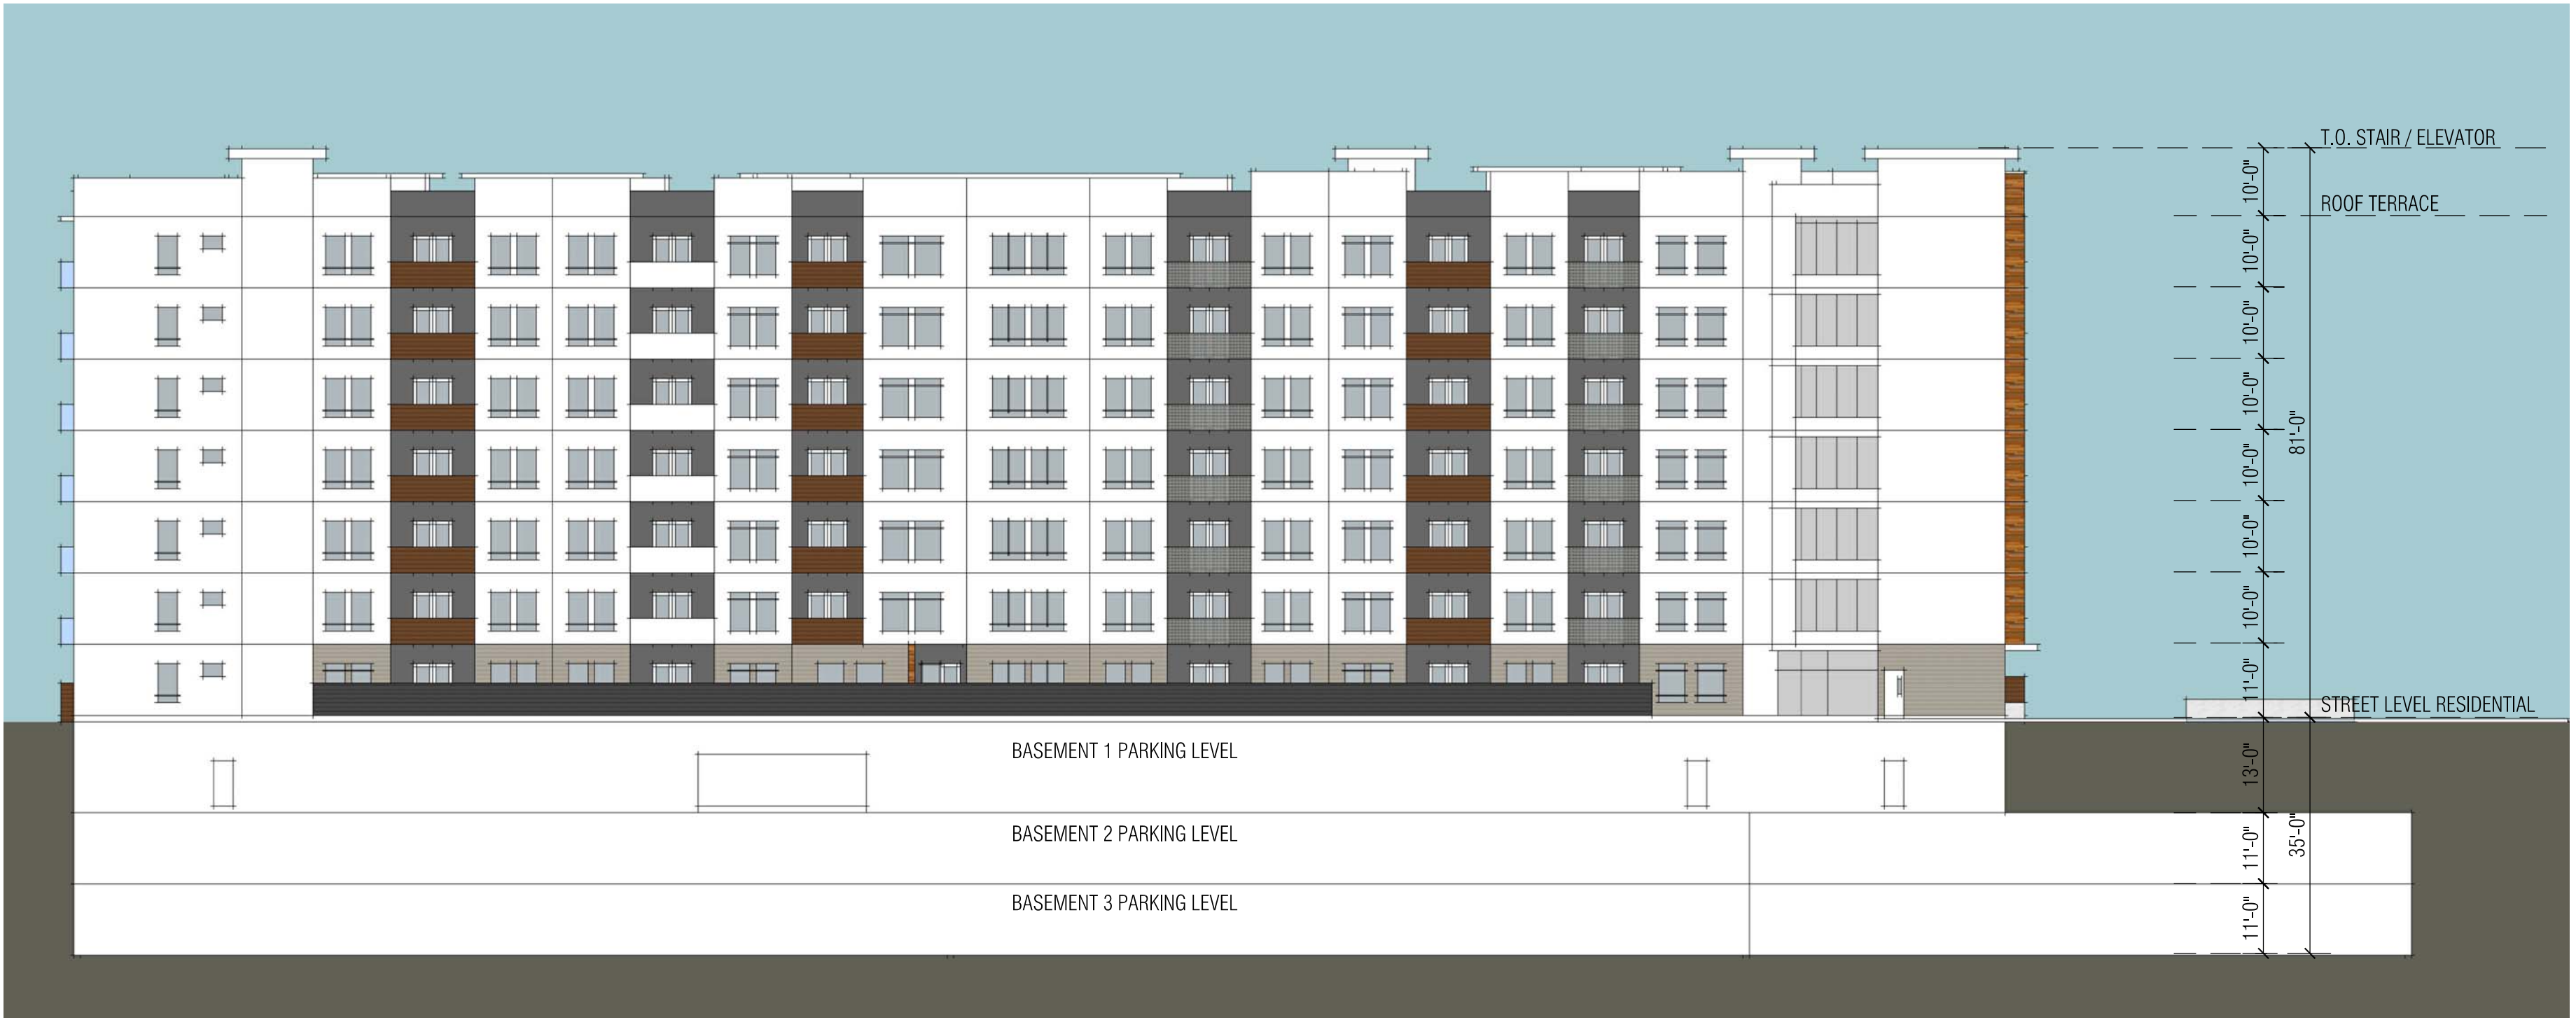 T.O. STAIR / ELEVATOR
10'-0"
ROOF TERRACE
10'-0"
10'-0"
10'-0"
81'-0"
10'-0"
10'-0"
10'-0"
11'-0"
STREET LEVEL RESIDENTIAL
BASEMENT 1 PARKING LEVEL
13'-0"
BASEMENT 2 PARKING LEVEL
11'-0"
35'-0"
BASEMENT 3 PARKING LEVEL
11'-0"